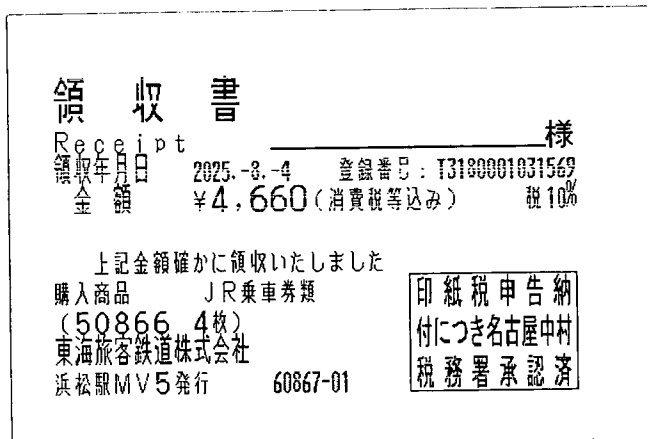 領収書
Receipt 様
領収年月日 2025.-8.-4 登録番号：T3180001031569
金額 ¥4,660(消費税等込み) 税10%
上記金額確かに領収いたしました
購入商品 JR乗車券類
(50866 4枚)
東海旅客鉄道株式会社
浜松駅MV5発行 60867-01
印紙税申告納
付につき名古屋中村
税務署承認済